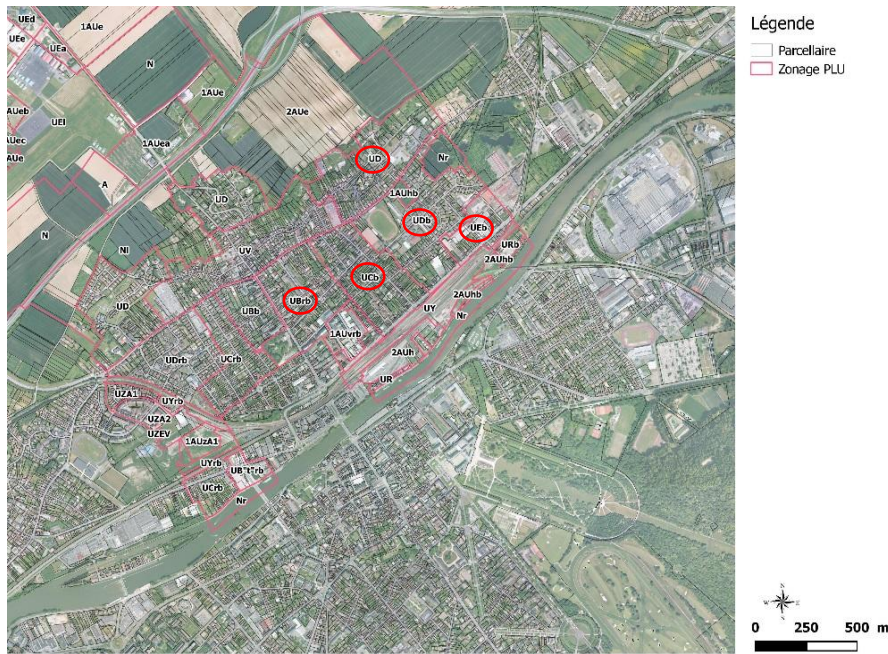 UEd
1AUe
UEe
UEa
N
1AUe
AUeb
UEl
AUec
AUe
1AUea
2AUe
A
UD
Nr
UD
1AUhb
UDb
UEb
URb
2AUhb
N
Nl
UV
UCb
UBrb
UBb
UD
UY
2AUhb
Nr
1AUvrb
2AUh
UDrb
UCrb
UR
UZA1
UYrb
UZA2
UZEV
1AUzA1
UYrb
UCrb
Nr
Légende
Parcellaire
Zonage PLU
N
W
E
S
0 250 500 m